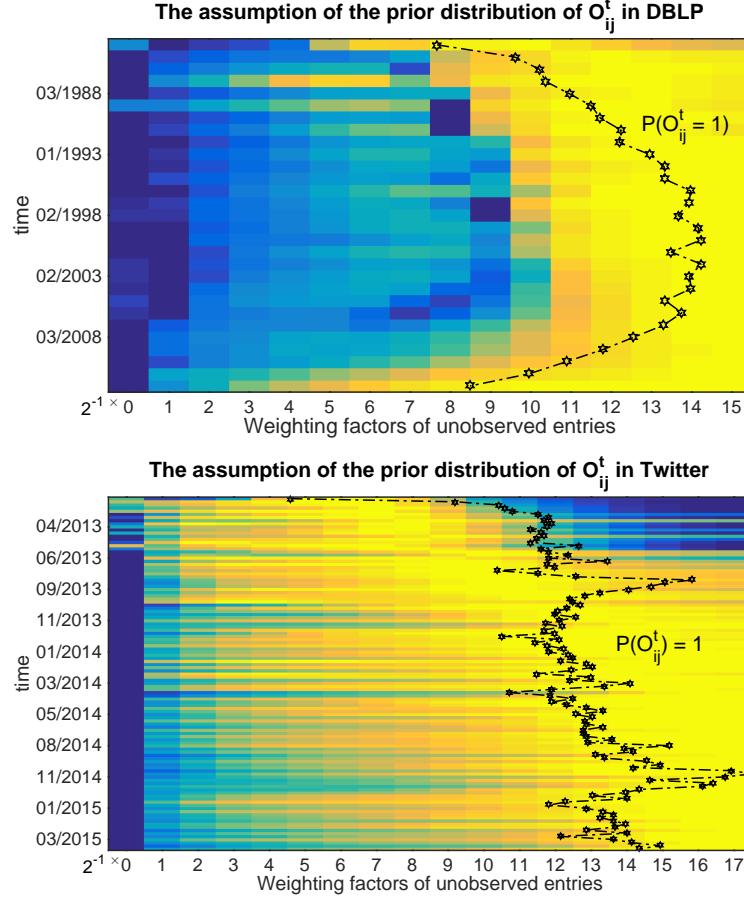 The assumption of the prior distribution of O^t_ij in DBLP
time
03/1988
01/1993
02/1998
02/2003
03/2008
P(O^t_ij = 1)
2^-1 × 0 1 2 3 4 5 6 7 8 9 10 11 12 13 14 15
Weighting factors of unobserved entries
The assumption of the prior distribution of O^t_ij in Twitter
time
04/2013
06/2013
09/2013
11/2013
01/2014
03/2014
05/2014
08/2014
11/2014
01/2015
03/2015
P(O^t_ij) = 1
2^-1 × 0 1 2 3 4 5 6 7 8 9 10 11 12 13 14 15 16 17
Weighting factors of unobserved entries